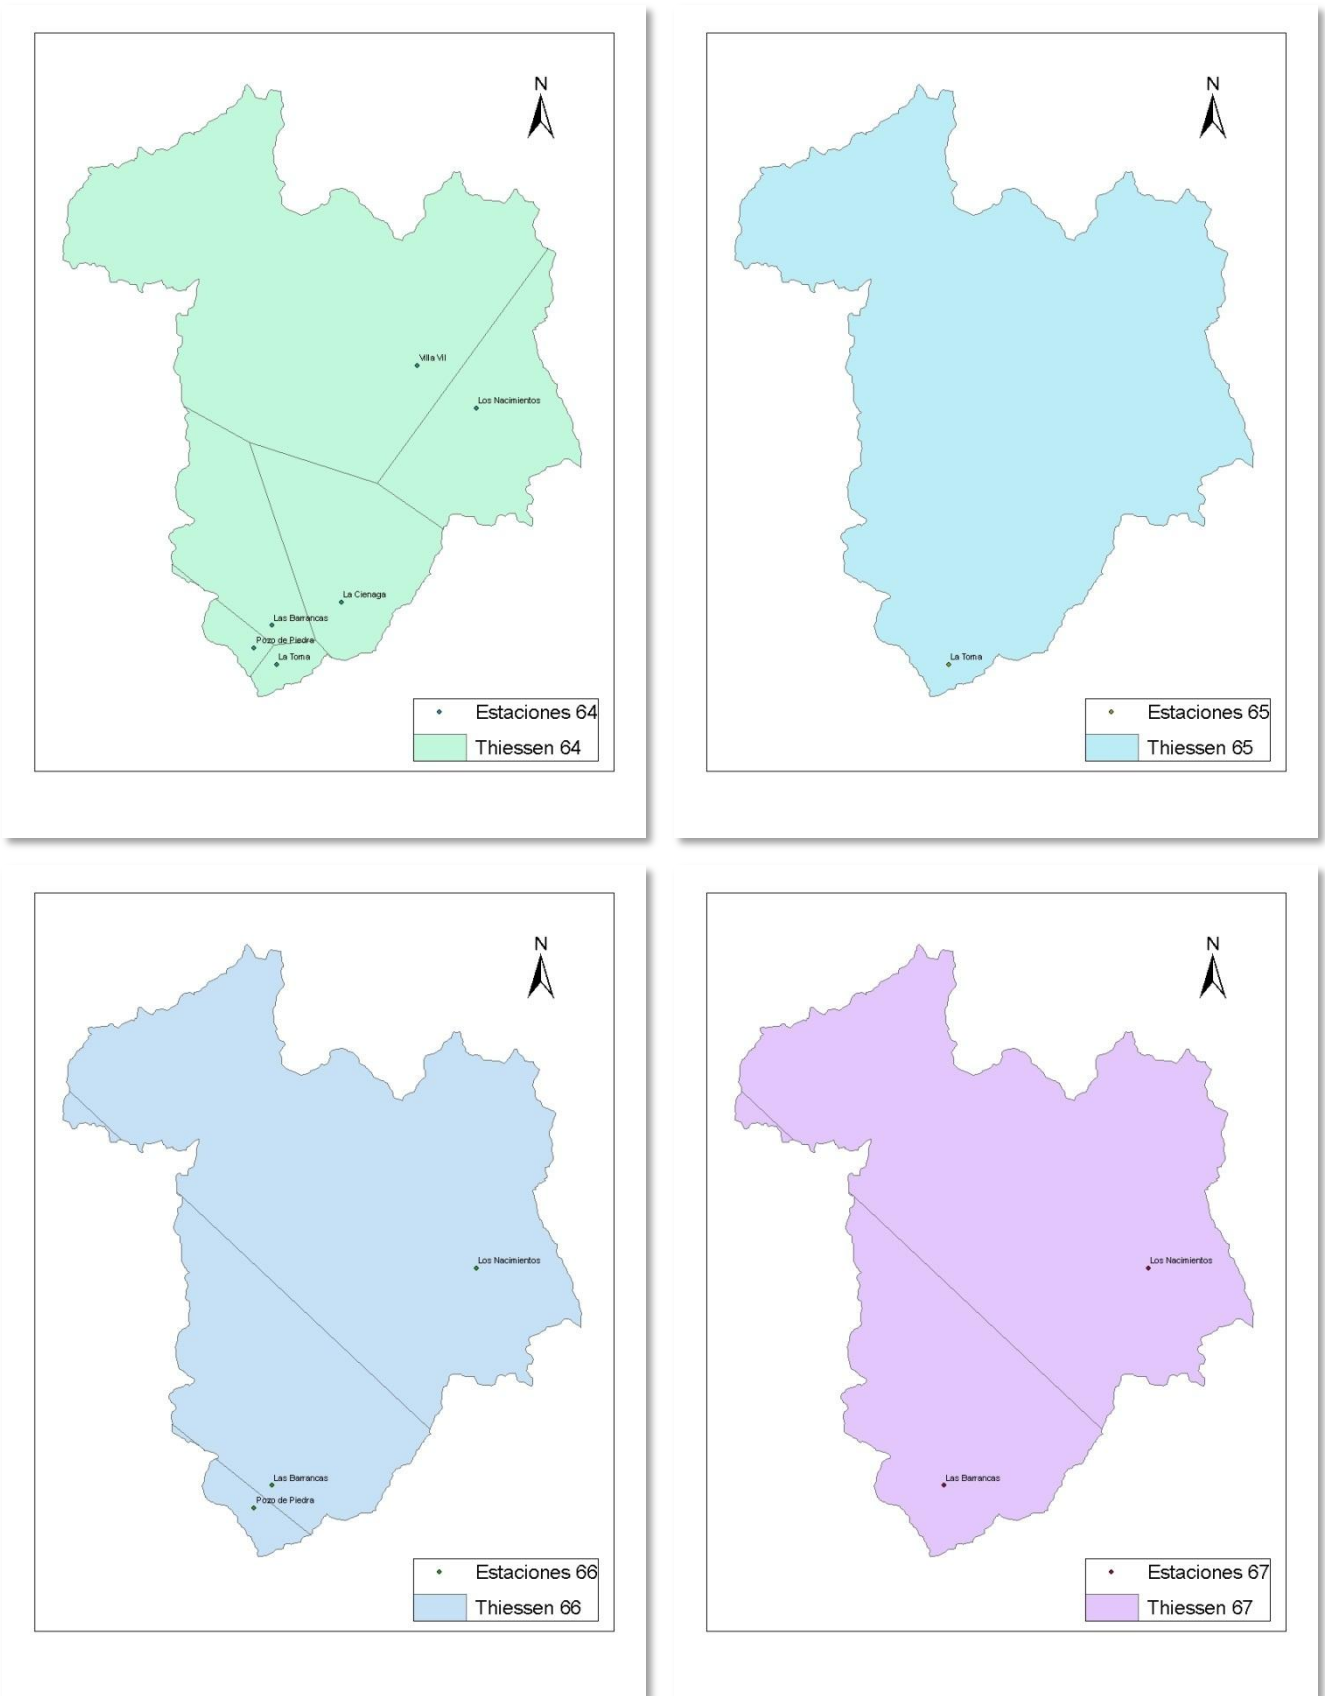 N
Villa Vil
Los Nacimientos
La Cienaga
Las Barrancas
Pozo de Piedra
La Toma
Estaciones 64
Thiessen 64
N
La Toma
Estaciones 65
Thiessen 65
N
Los Nacimientos
Las Barrancas
Pozo de Piedra
Estaciones 66
Thiessen 66
N
Los Nacimientos
Las Barrancas
Estaciones 67
Thiessen 67